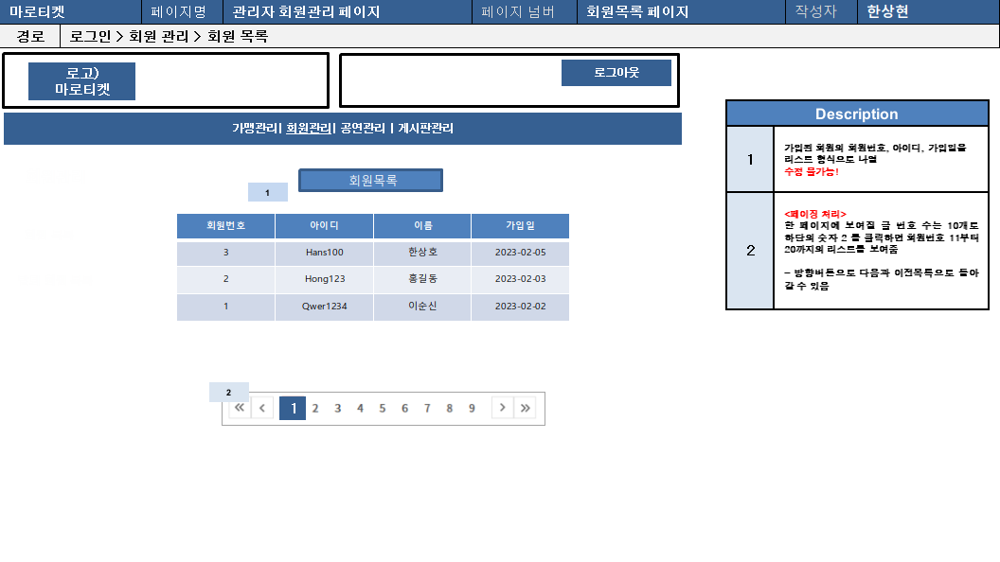 마로티켓 페이지명 관리자 회원관리 페이지 페이지 넘버 회원목록 페이지 작성자 한상현
경로 로그인 > 회원 관리 > 회원 목록
로고)
마로티켓
로그아웃
가맹관리| 회원관리| 공연관리 | 게시판관리
회원목록
1
회원번호 아이디 이름 가입일
3 Hans100 한상호 2023-02-05
2 Hong123 홍길동 2023-02-03
1 Qwer1234 이순신 2023-02-02
2
« ‹ 1 2 3 4 5 6 7 8 9 › »
Description
1
가입된 회원의 회원번호, 아이디, 가입일을
리스트 형식으로 나열
수정 불가능!
2
<페이징 처리>
한 페이지에 보여질 글 번호 수는 10개로
하단의 숫자 2 를 클릭하면 회원번호 11부터
20까지의 리스트를 보여줌
– 방향버튼으로 다음과 이전목록으로 돌아
갈 수 있음